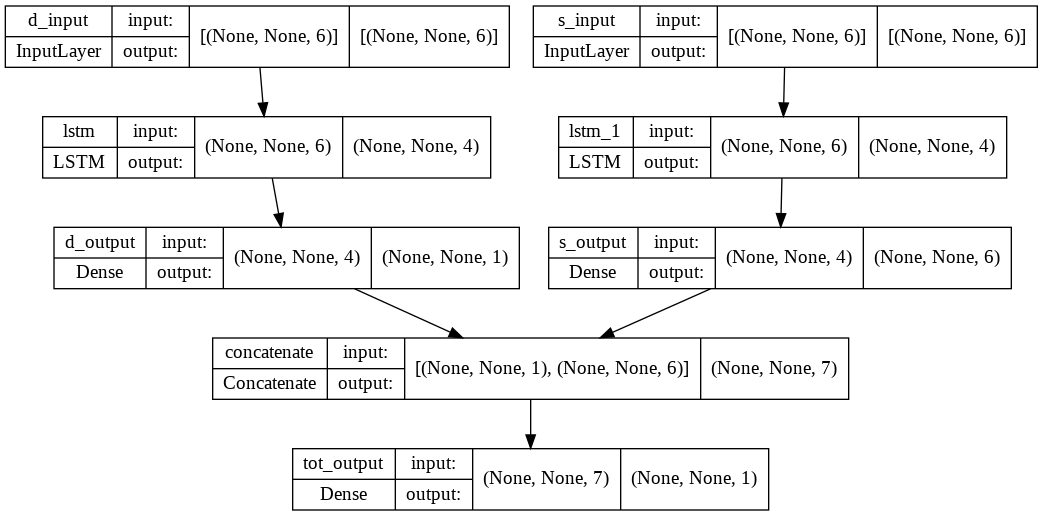 d_input input: [(None, None, 6)] [(None, None, 6)]
InputLayer output:
s_input input: [(None, None, 6)] [(None, None, 6)]
InputLayer output:
lstm input: (None, None, 6) (None, None, 4)
LSTM output:
lstm_1 input: (None, None, 6) (None, None, 4)
LSTM output:
d_output input: (None, None, 4) (None, None, 1)
Dense output:
s_output input: (None, None, 4) (None, None, 6)
Dense output:
concatenate input: [(None, None, 1), (None, None, 6)] (None, None, 7)
Concatenate output:
tot_output input: (None, None, 7) (None, None, 1)
Dense output: